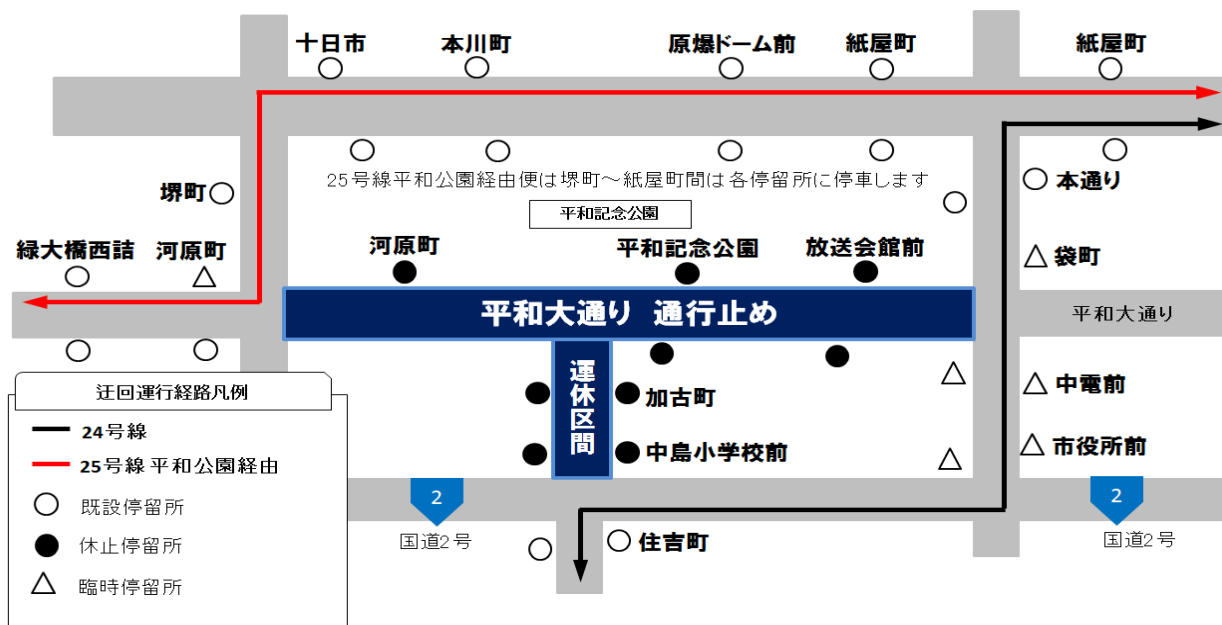 十日市
本川町
原爆ドーム前
紙屋町
紙屋町
25号線平和公園経由便は堺町～紙屋町間は各停留所に停車します
平和記念公園
堺町
本通り
緑大橋西詰
河原町
河原町
平和記念公園
放送会館前
袋町
平和大通り 通行止め
平和大通り
運休区間
加古町
中島小学校前
中電前
市役所前
迂回運行経路凡例
24号線
25号線 平和公園経由
既設停留所
休止停留所
臨時停留所
2
国道2号
住吉町
2
国道2号